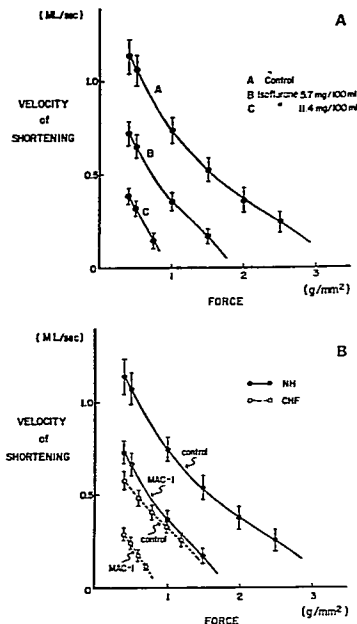 (ML/sec)
A
1.0
VELOCITY
of
SHORTENING
0.5
0
A
B
C
A Control
B Isoflurane 5.7 mg/100 ml
C " 11.4 mg/100 ml
1
2
3
(g/mm²)
FORCE
(ML/sec)
B
1.0
VELOCITY
of
SHORTENING
0.5
0
NH
CHF
control
MAC-1
control
MAC-1
1
2
3
(g/mm²)
FORCE